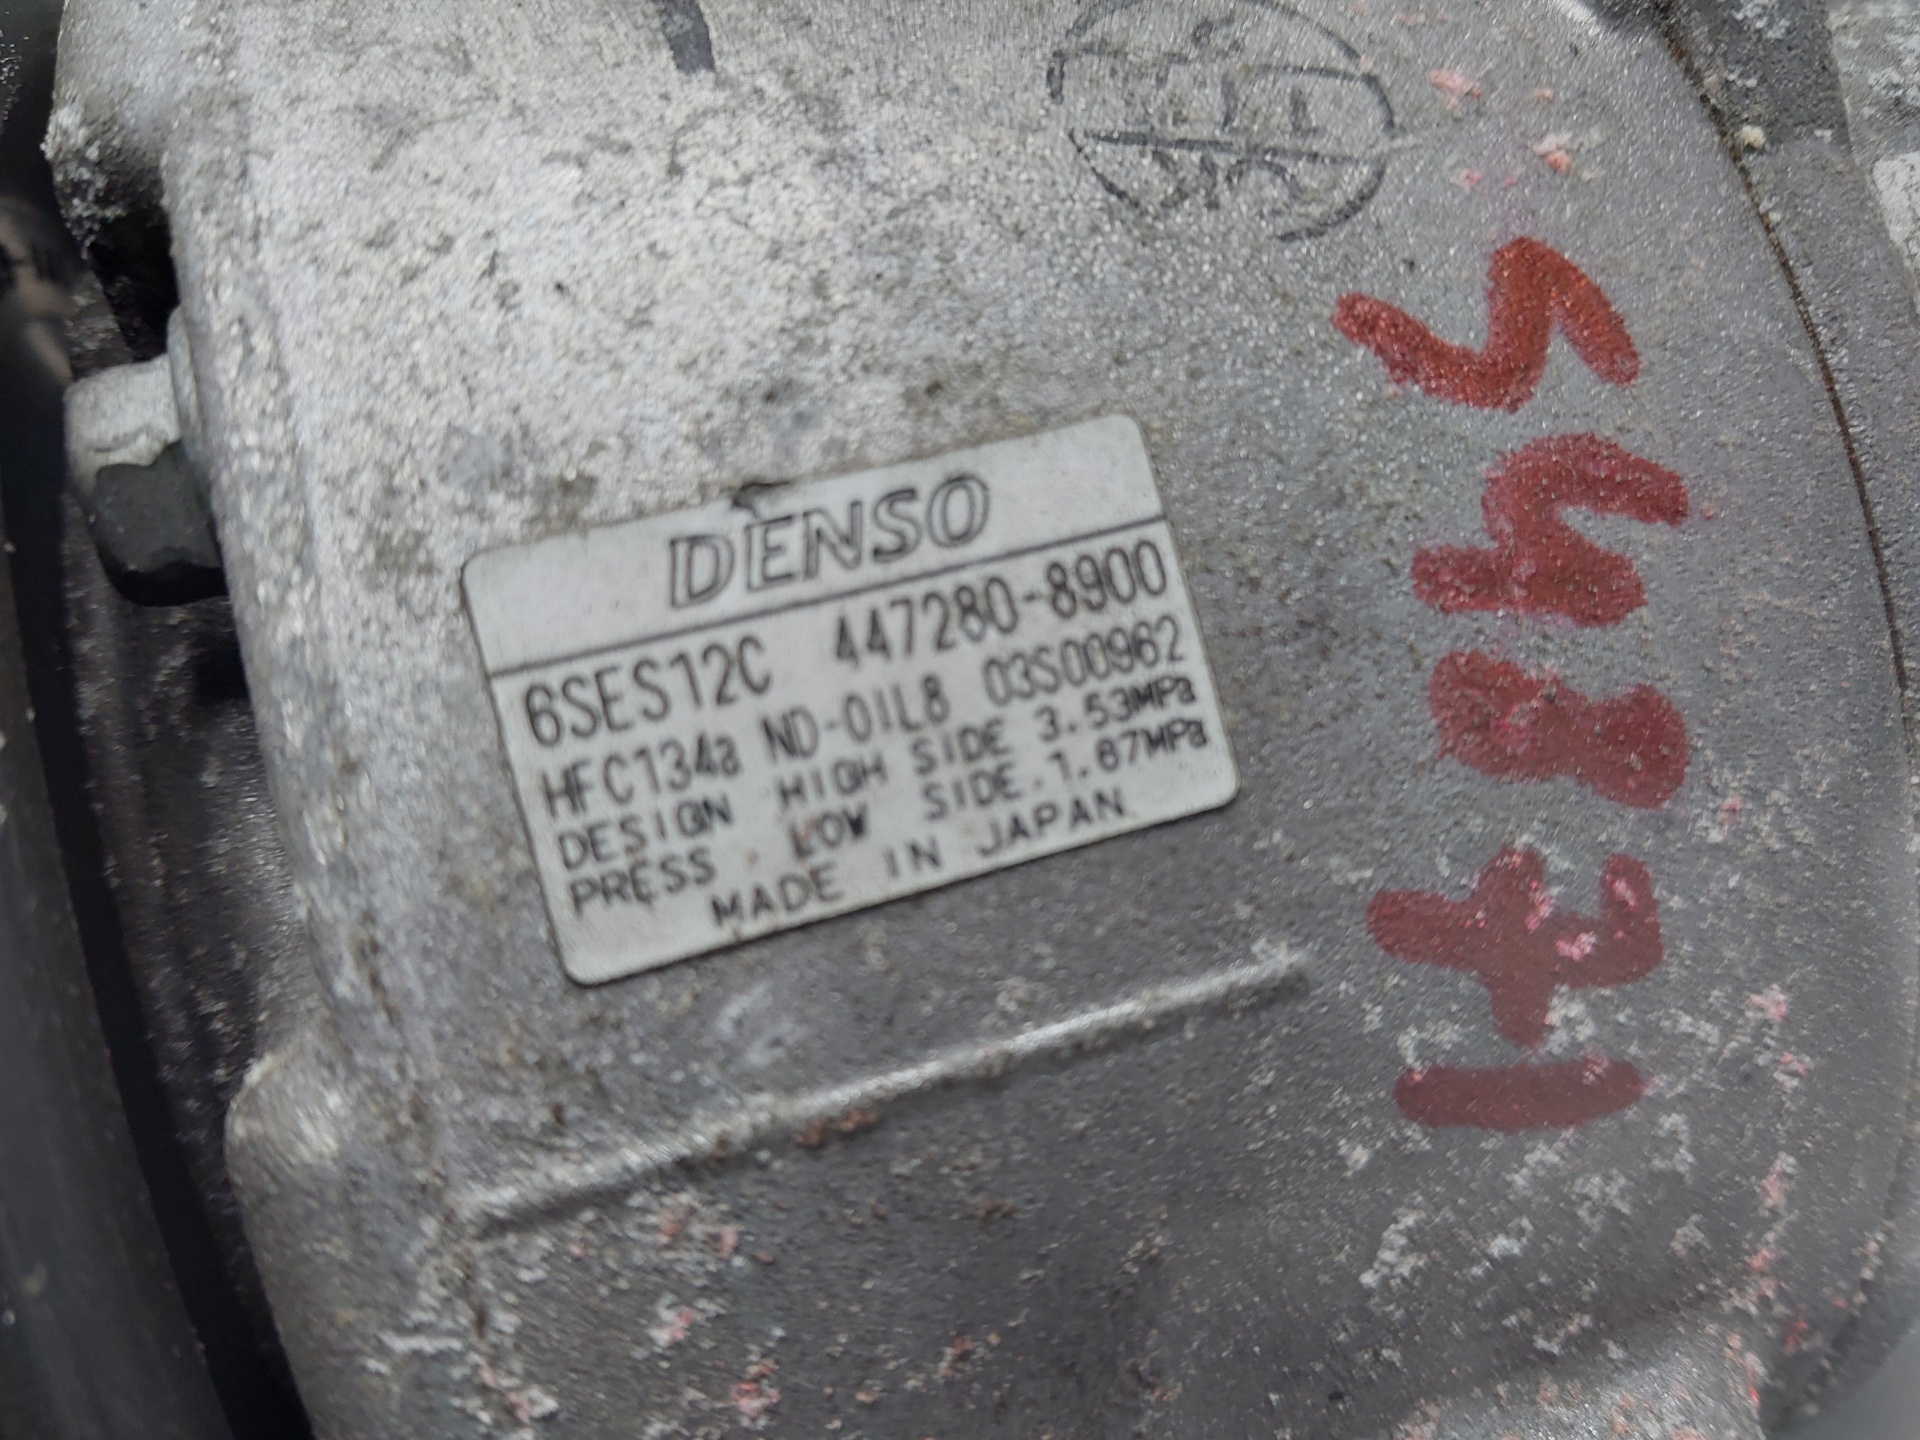 DENSO
6SES12C 447280-8900
HFC134a ND-OIL8 03S00962
DESIGN HIGH SIDE 3.53MPa
PRESS. LOW SIDE.1.67MPa
MADE IN JAPAN